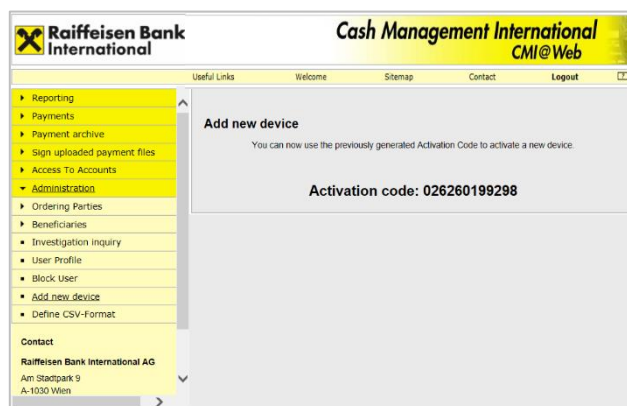 Raiffeisen Bank
International
Cash Management International
CMI@Web
Useful Links Welcome Sitemap Contact Logout
Reporting
Payments
Payment archive
Sign uploaded payment files
Access To Accounts
Administration
Ordering Parties
Beneficiaries
Investigation inquiry
User Profile
Block User
Add new device
Define CSV-Format
Contact
Raiffeisen Bank International AG
Am Stadtpark 9
A-1030 Wien
Add new device
You can now use the previously generated Activation Code to activate a new device.
Activation code: 026260199298